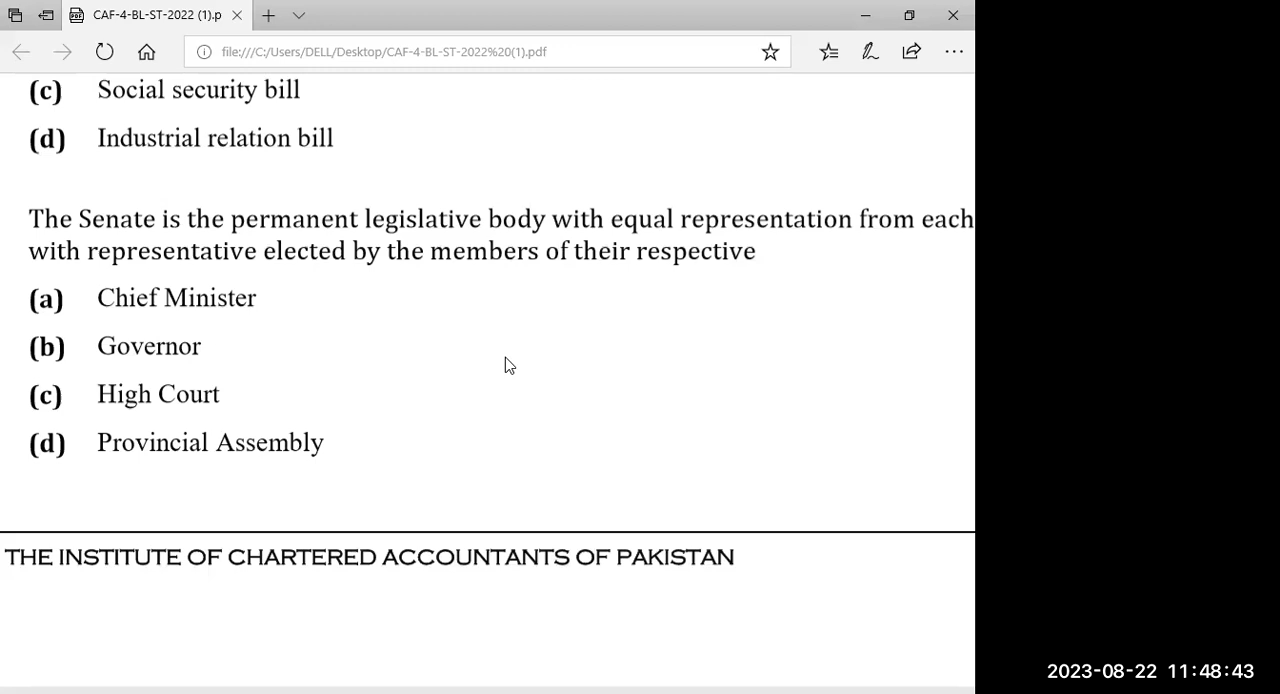 CAF-4-BL-ST-2022 (1).p
file:///C:/Users/DELL/Desktop/CAF-4-BL-ST-2022%20(1).pdf
(c) Social security bill
(d) Industrial relation bill
The Senate is the permanent legislative body with equal representation from each
with representative elected by the members of their respective
(a) Chief Minister
(b) Governor
(c) High Court
(d) Provincial Assembly
THE INSTITUTE OF CHARTERED ACCOUNTANTS OF PAKISTAN
2023-08-22 11:48:43